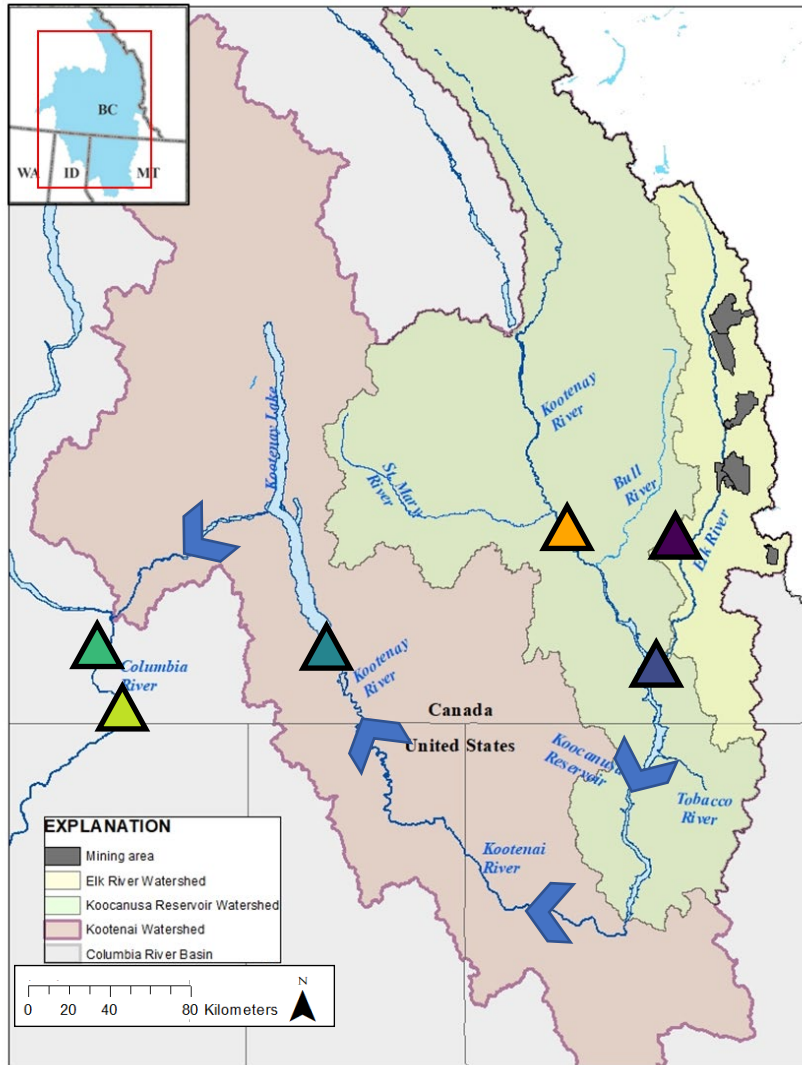 BC
WA
ID
MT
Kootenay Lake
Kootenay
River
St. Mary
River
Bull
River
Elk River
Columbia
River
Kootenay
River
Canada
United States
Koocanusa
Reservoir
Tobacco
River
Kootenai
River
EXPLANATION
Mining area
Elk River Watershed
Koocanusa Reservoir Watershed
Kootenai Watershed
Columbia River Basin
N
0 20 40 80 Kilometers